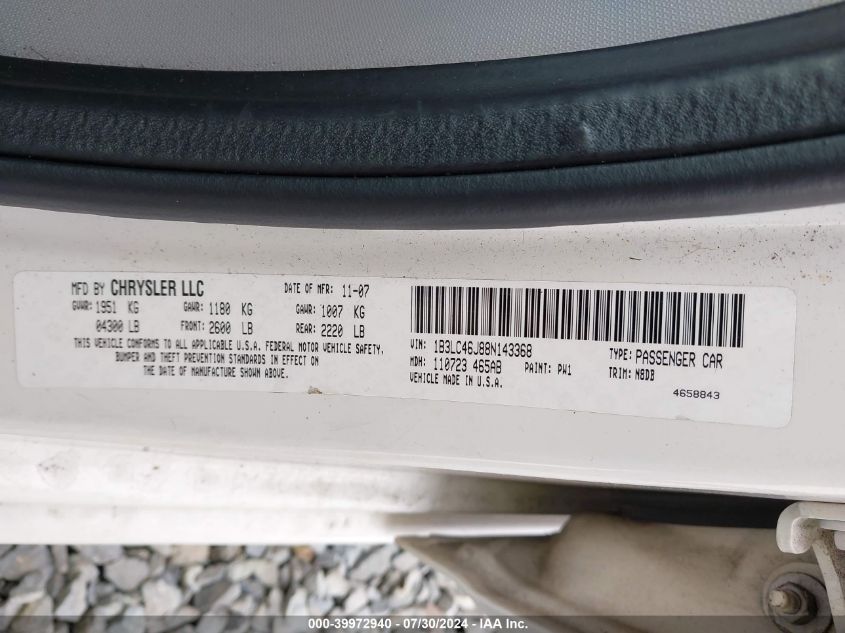 MFD BY CHRYSLER LLC DATE OF MFR: 11-07
GVWR: 1951 KG GAWR: 1180 KG GAWR: 1007 KG
04300 LB FRONT: 2600 LB REAR: 2220 LB
THIS VEHICLE CONFORMS TO ALL APPLICABLE U.S.A. FEDERAL MOTOR VEHICLE SAFETY,
BUMPER AND THEFT PREVENTION STANDARDS IN EFFECT ON
THE DATE OF MANUFACTURE SHOWN ABOVE.
VIN: 1B3LC46J88N143368 TYPE: PASSENGER CAR
MDH: 110723 465AB PAINT: PW1 TRIM: N8DB
VEHICLE MADE IN U.S.A. 4658843
000-39972940 - 07/30/2024 - IAAI.com